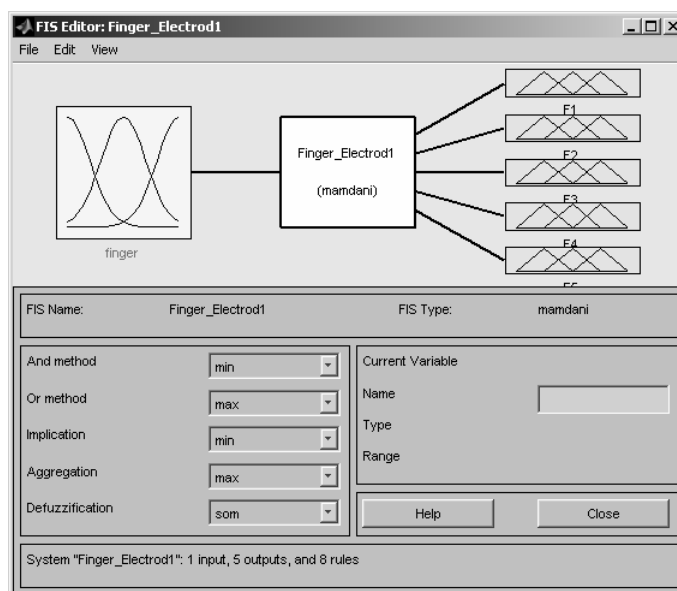 FIS Editor: Finger_Electrod1
File Edit View
F1
F2
F3
F4
Finger_Electrod1
(mamdani)
finger
FIS Name: Finger_Electrod1 FIS Type: mamdani
And method min
Or method max
Implication min
Aggregation max
Defuzzification som
Current Variable
Name
Type
Range
Help Close
System "Finger_Electrod1": 1 input, 5 outputs, and 8 rules